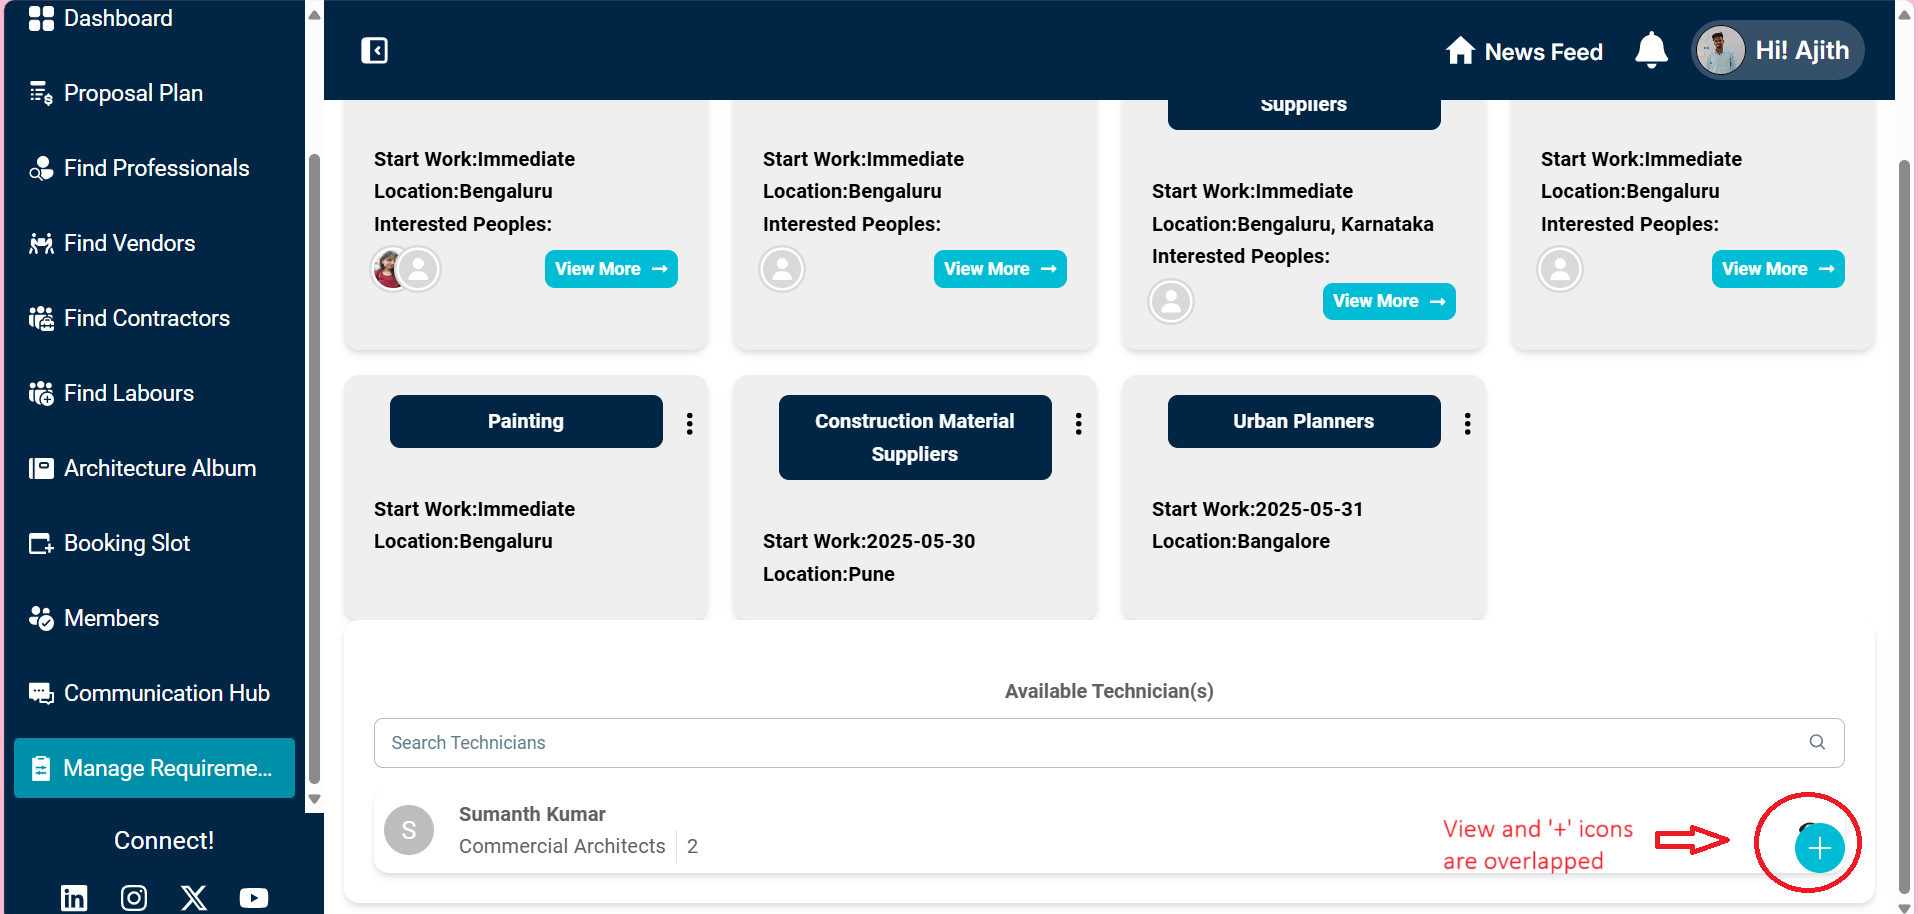 Dashboard
Proposal Plan
Find Professionals
Find Vendors
Find Contractors
Find Labours
Architecture Album
Booking Slot
Members
Communication Hub
Manage Requireme...
Connect!
News Feed
Hi! Ajith
Start Work:Immediate
Location:Bengaluru
Interested Peoples:
View More →
Start Work:Immediate
Location:Bengaluru
Interested Peoples:
View More →
Suppliers
Start Work:Immediate
Location:Bengaluru, Karnataka
Interested Peoples:
View More →
Start Work:Immediate
Location:Bengaluru
Interested Peoples:
View More →
Painting
Start Work:Immediate
Location:Bengaluru
Construction Material
Suppliers
Start Work:2025-05-30
Location:Pune
Urban Planners
Start Work:2025-05-31
Location:Bangalore
Available Technician(s)
Search Technicians
S
Sumanth Kumar
Commercial Architects | 2
View and '+' icons
are overlapped